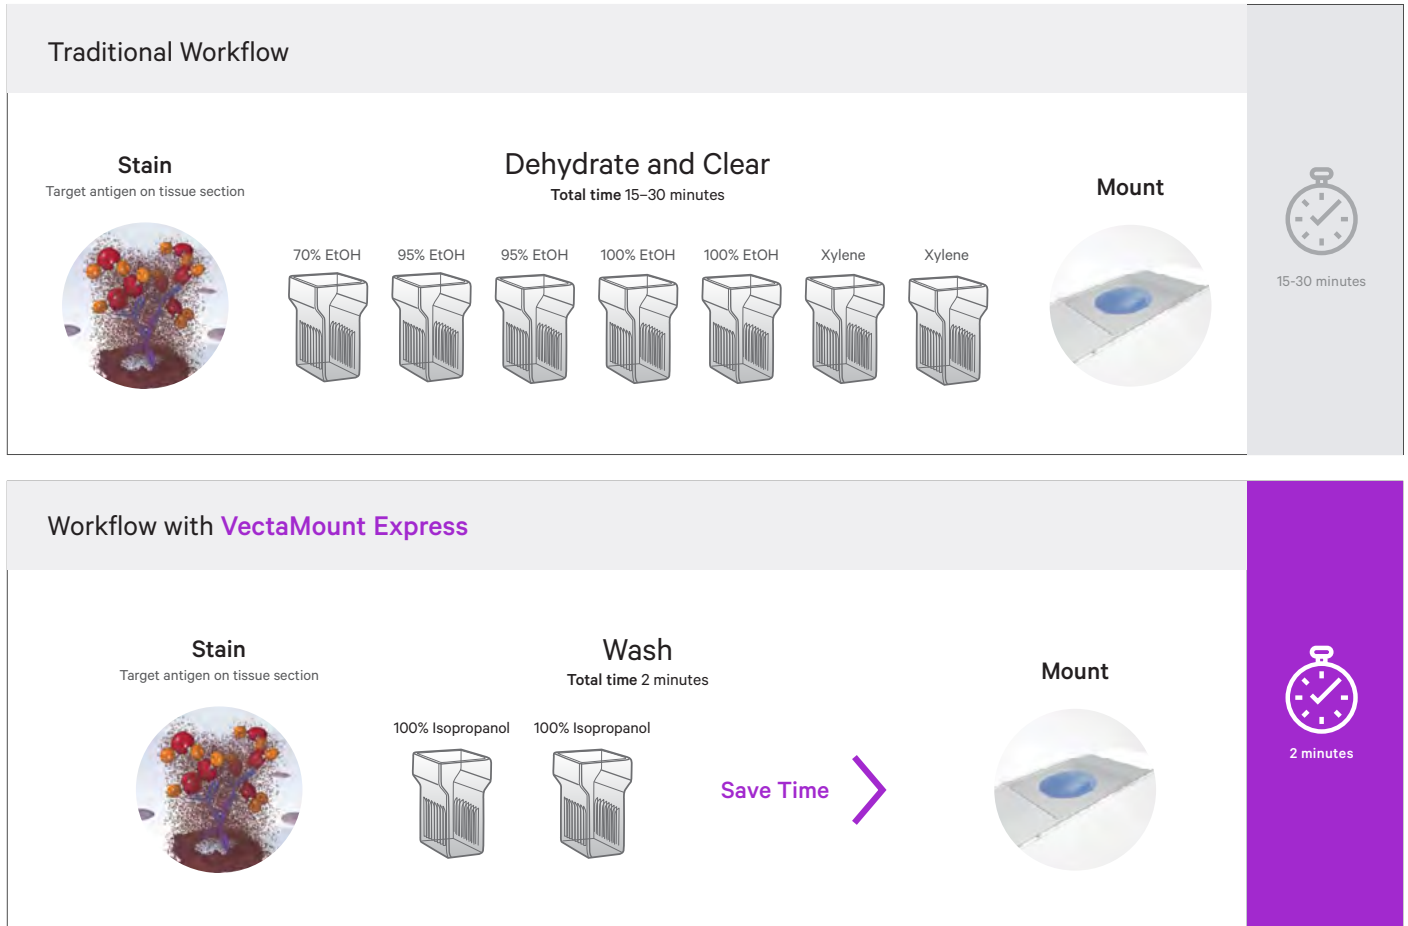 Traditional Workflow
Stain
Target antigen on tissue section
Dehydrate and Clear
Total time 15–30 minutes
70% EtOH
95% EtOH
95% EtOH
100% EtOH
100% EtOH
Xylene
Xylene
Mount
15-30 minutes
Workflow with VectaMount Express
Stain
Target antigen on tissue section
Wash
Total time 2 minutes
100% Isopropanol
100% Isopropanol
Save Time
Mount
2 minutes